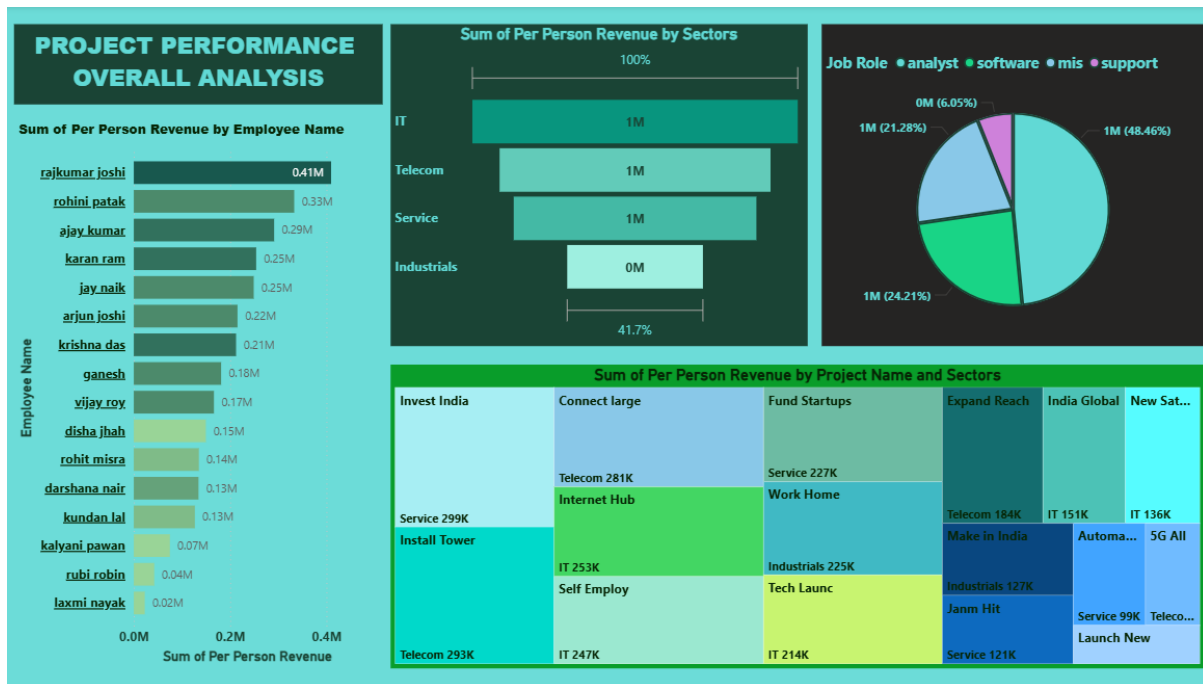 PROJECT PERFORMANCE
OVERALL ANALYSIS
Sum of Per Person Revenue by Employee Name
Employee Name
rajkumar joshi 0.41M
rohini patak 0.33M
ajay kumar 0.29M
karan ram 0.25M
jay naik 0.25M
arjun joshi 0.22M
krishna das 0.21M
ganesh 0.18M
vijay roy 0.17M
disha jhah 0.15M
rohit misra 0.14M
darshana nair 0.13M
kundan lal 0.13M
kalyani pawan 0.07M
rubi robin 0.04M
laxmi nayak 0.02M
0.0M 0.2M 0.4M
Sum of Per Person Revenue
Sum of Per Person Revenue by Sectors
100%
IT 1M
Telecom 1M
Service 1M
Industrials 0M
41.7%
Job Role analyst software mis support
0M (6.05%)
1M (21.28%)
1M (48.46%)
1M (24.21%)
Sum of Per Person Revenue by Project Name and Sectors
Invest India
Service 299K
Install Tower
Telecom 293K
Connect large
Telecom 281K
Internet Hub
IT 253K
Self Employ
IT 247K
Fund Startups
Service 227K
Work Home
Industrials 225K
Tech Launc
IT 214K
Expand Reach
Telecom 184K
India Global
IT 151K
New Sat...
IT 136K
Make in India
Industrials 127K
Janm Hit
Service 121K
Automa...
Service 99K
5G All
Teleco...
Launch New